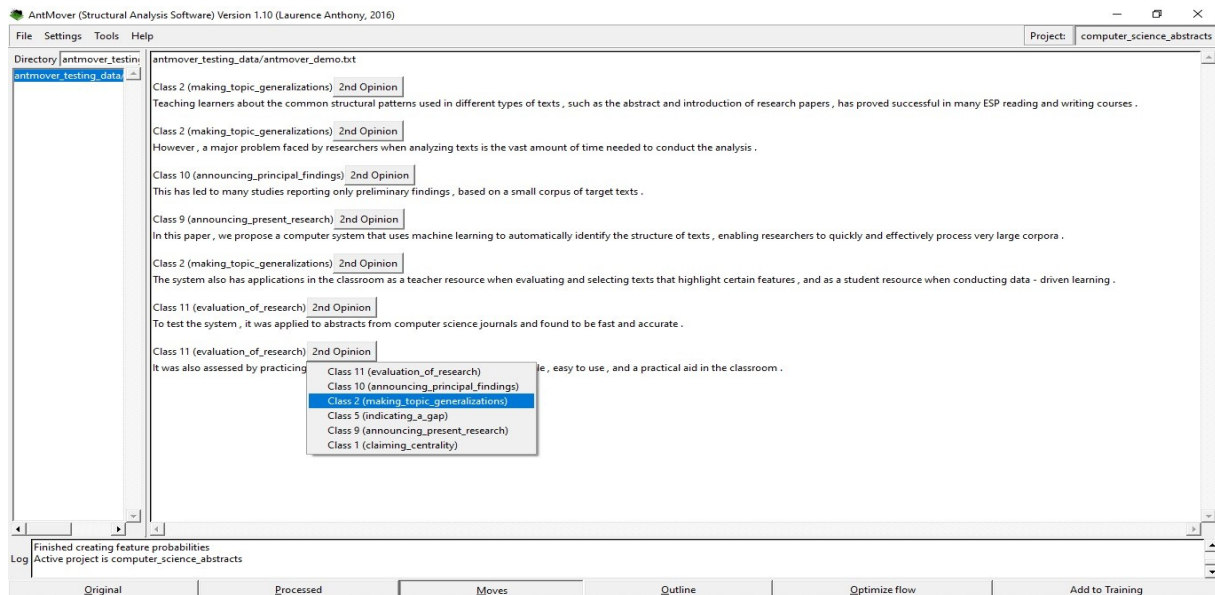 AntMover (Structural Analysis Software) Version 1.10 (Laurence Anthony, 2016)
File Settings Tools Help
Project: computer_science_abstracts
Directory antmover_testin
antmover_testing_data/
antmover_testing_data/antmover_demo.txt
Class 2 (making_topic_generalizations) 2nd Opinion
Teaching learners about the common structural patterns used in different types of texts , such as the abstract and introduction of research papers , has proved successful in many ESP reading and writing courses .
Class 2 (making_topic_generalizations) 2nd Opinion
However , a major problem faced by researchers when analyzing texts is the vast amount of time needed to conduct the analysis .
Class 10 (announcing_principal_findings) 2nd Opinion
This has led to many studies reporting only preliminary findings , based on a small corpus of target texts .
Class 9 (announcing_present_research) 2nd Opinion
In this paper , we propose a computer system that uses machine learning to automatically identify the structure of texts , enabling researchers to quickly and effectively process very large corpora .
Class 2 (making_topic_generalizations) 2nd Opinion
The system also has applications in the classroom as a teacher resource when evaluating and selecting texts that highlight certain features , and as a student resource when conducting data - driven learning .
Class 11 (evaluation_of_research) 2nd Opinion
To test the system , it was applied to abstracts from computer science journals and found to be fast and accurate .
Class 11 (evaluation_of_research) 2nd Opinion
It was also assessed by practicing le , easy to use , and a practical aid in the classroom .
Class 11 (evaluation_of_research)
Class 10 (announcing_principal_findings)
Class 2 (making_topic_generalizations)
Class 5 (indicating_a_gap)
Class 9 (announcing_present_research)
Class 1 (claiming_centrality)
Finished creating feature probabilities
Log Active project is computer_science_abstracts
Original Processed Moves Outline Optimize flow Add to Training